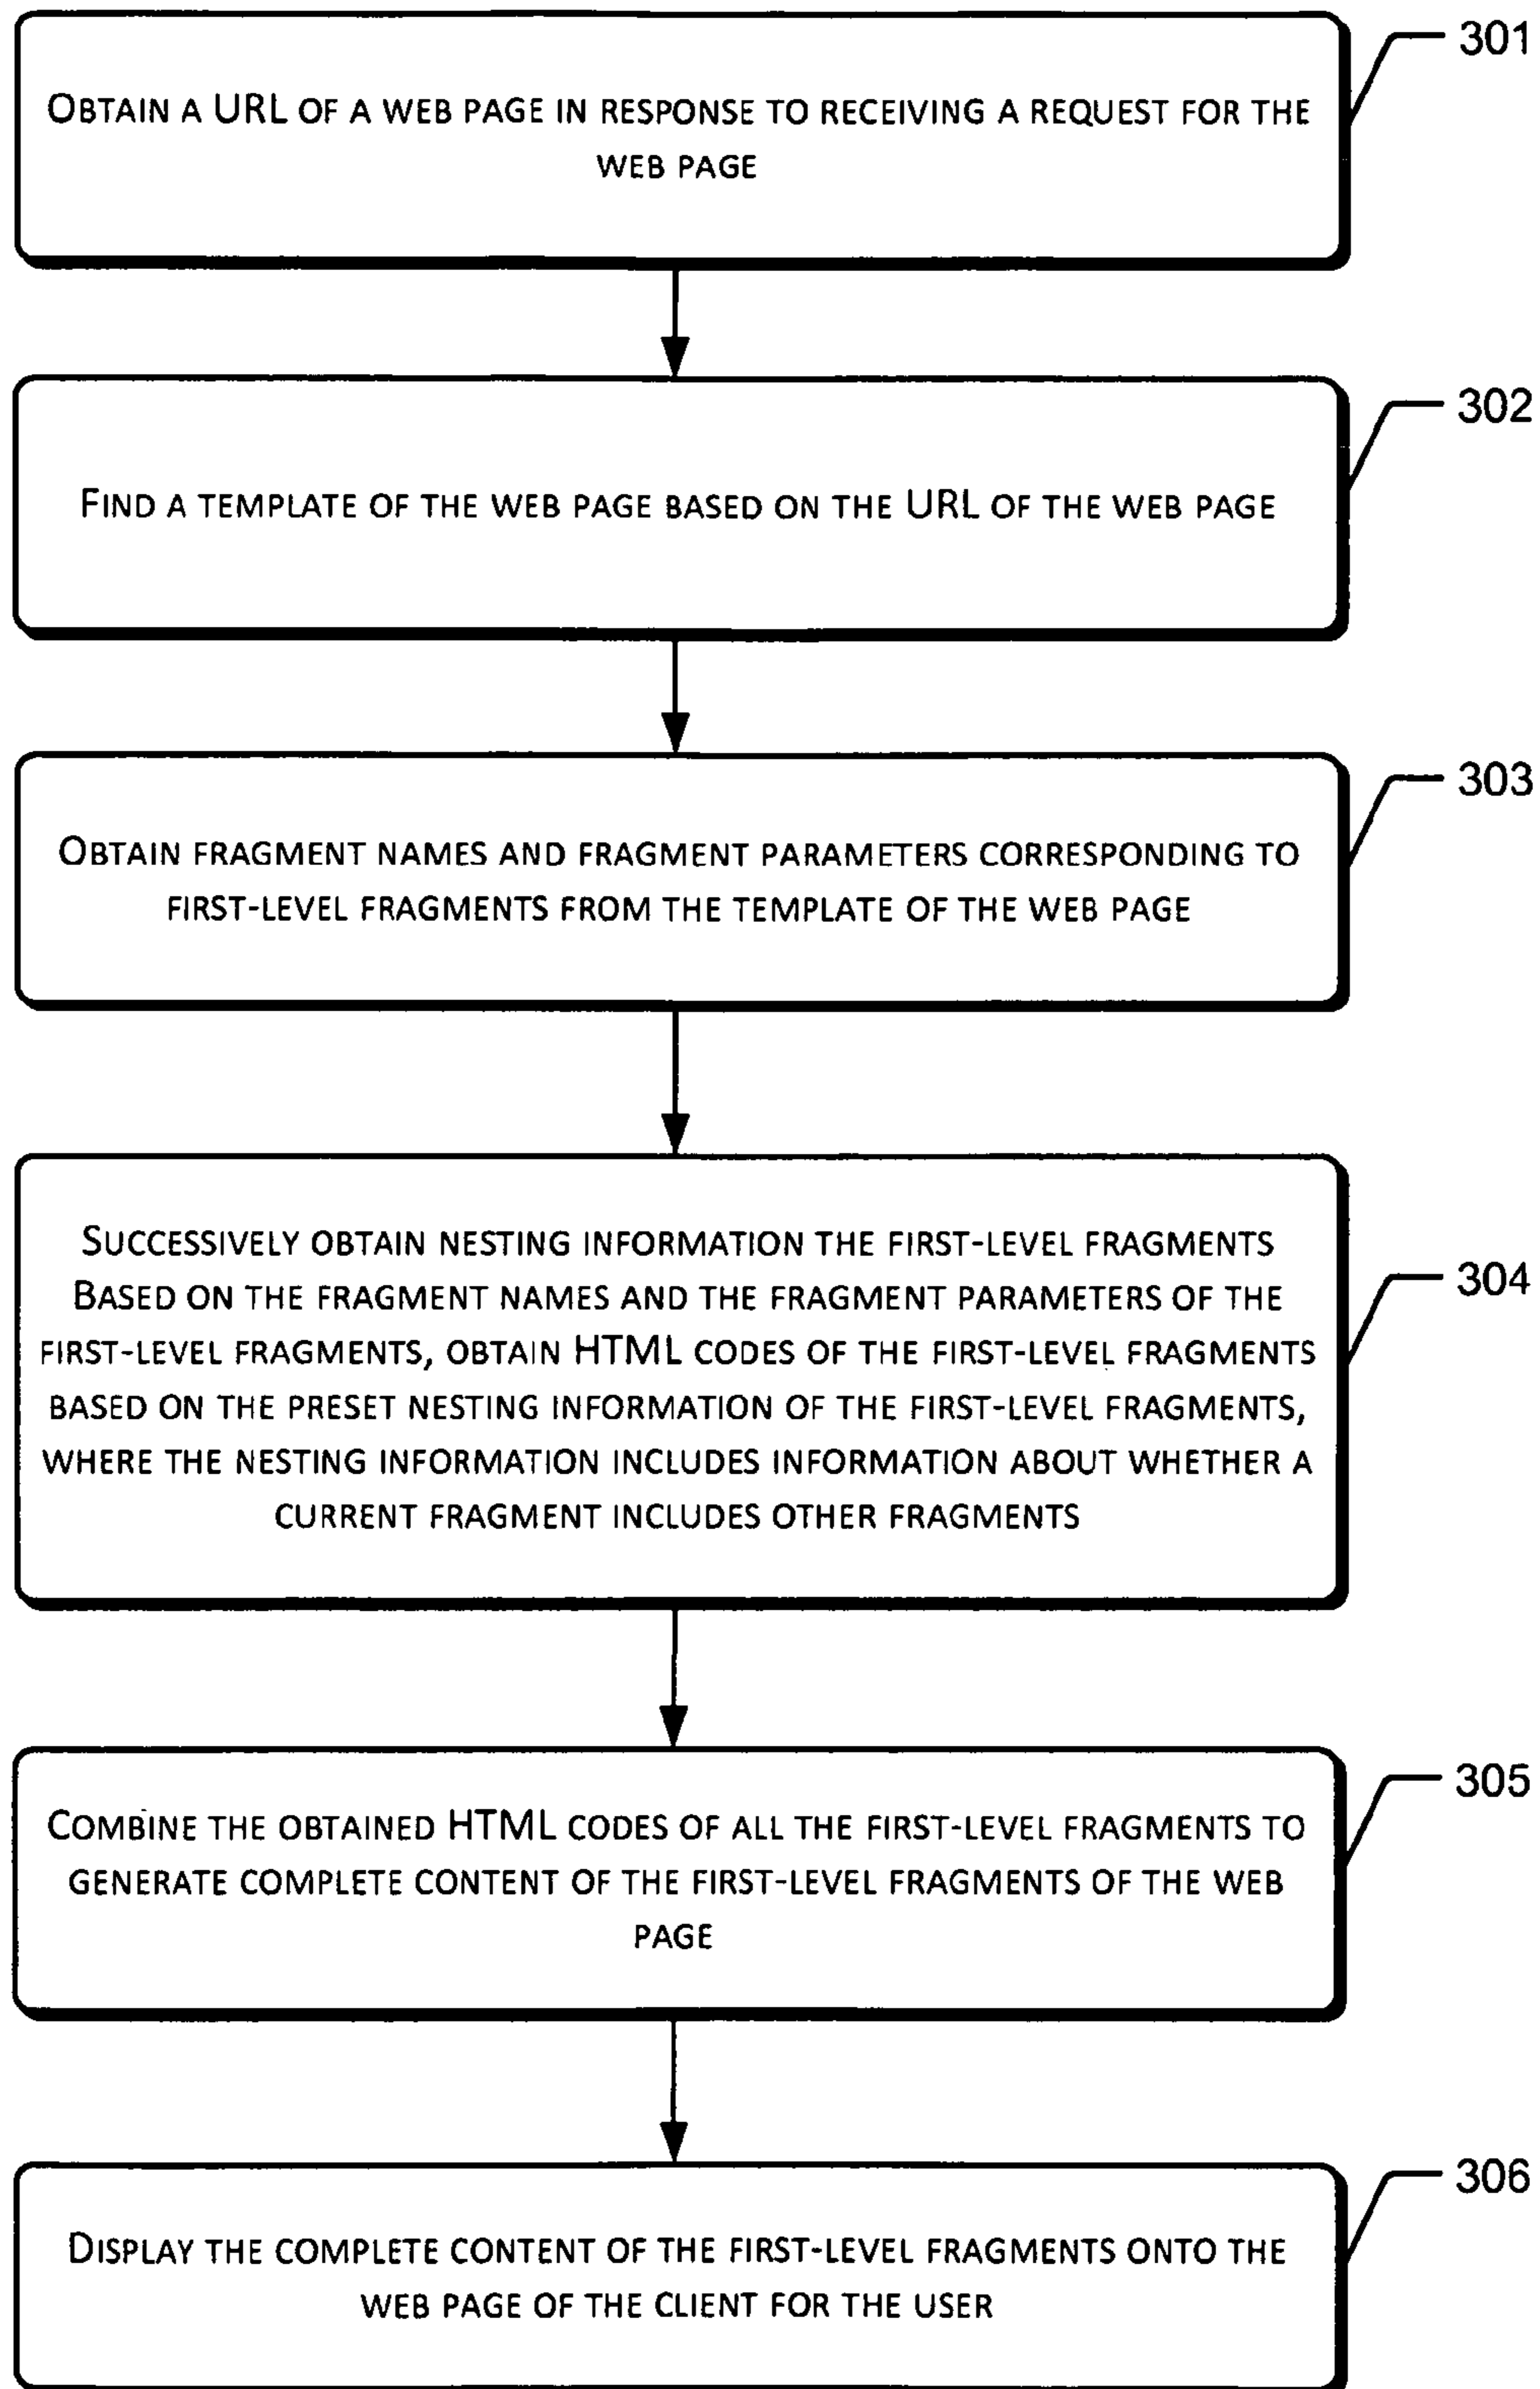 301
OBTAIN A URL OF A WEB PAGE IN RESPONSE TO RECEIVING A REQUEST FOR THE
WEB PAGE
302
FIND A TEMPLATE OF THE WEB PAGE BASED ON THE URL OF THE WEB PAGE
303
OBTAIN FRAGMENT NAMES AND FRAGMENT PARAMETERS CORRESPONDING TO
FIRST-LEVEL FRAGMENTS FROM THE TEMPLATE OF THE WEB PAGE
304
SUCCESSIVELY OBTAIN NESTING INFORMATION THE FIRST-LEVEL FRAGMENTS
BASED ON THE FRAGMENT NAMES AND THE FRAGMENT PARAMETERS OF THE
FIRST-LEVEL FRAGMENTS, OBTAIN HTML CODES OF THE FIRST-LEVEL FRAGMENTS
BASED ON THE PRESET NESTING INFORMATION OF THE FIRST-LEVEL FRAGMENTS,
WHERE THE NESTING INFORMATION INCLUDES INFORMATION ABOUT WHETHER A
CURRENT FRAGMENT INCLUDES OTHER FRAGMENTS
305
COMBINE THE OBTAINED HTML CODES OF ALL THE FIRST-LEVEL FRAGMENTS TO
GENERATE COMPLETE CONTENT OF THE FIRST-LEVEL FRAGMENTS OF THE WEB
PAGE
306
DISPLAY THE COMPLETE CONTENT OF THE FIRST-LEVEL FRAGMENTS ONTO THE
WEB PAGE OF THE CLIENT FOR THE USER